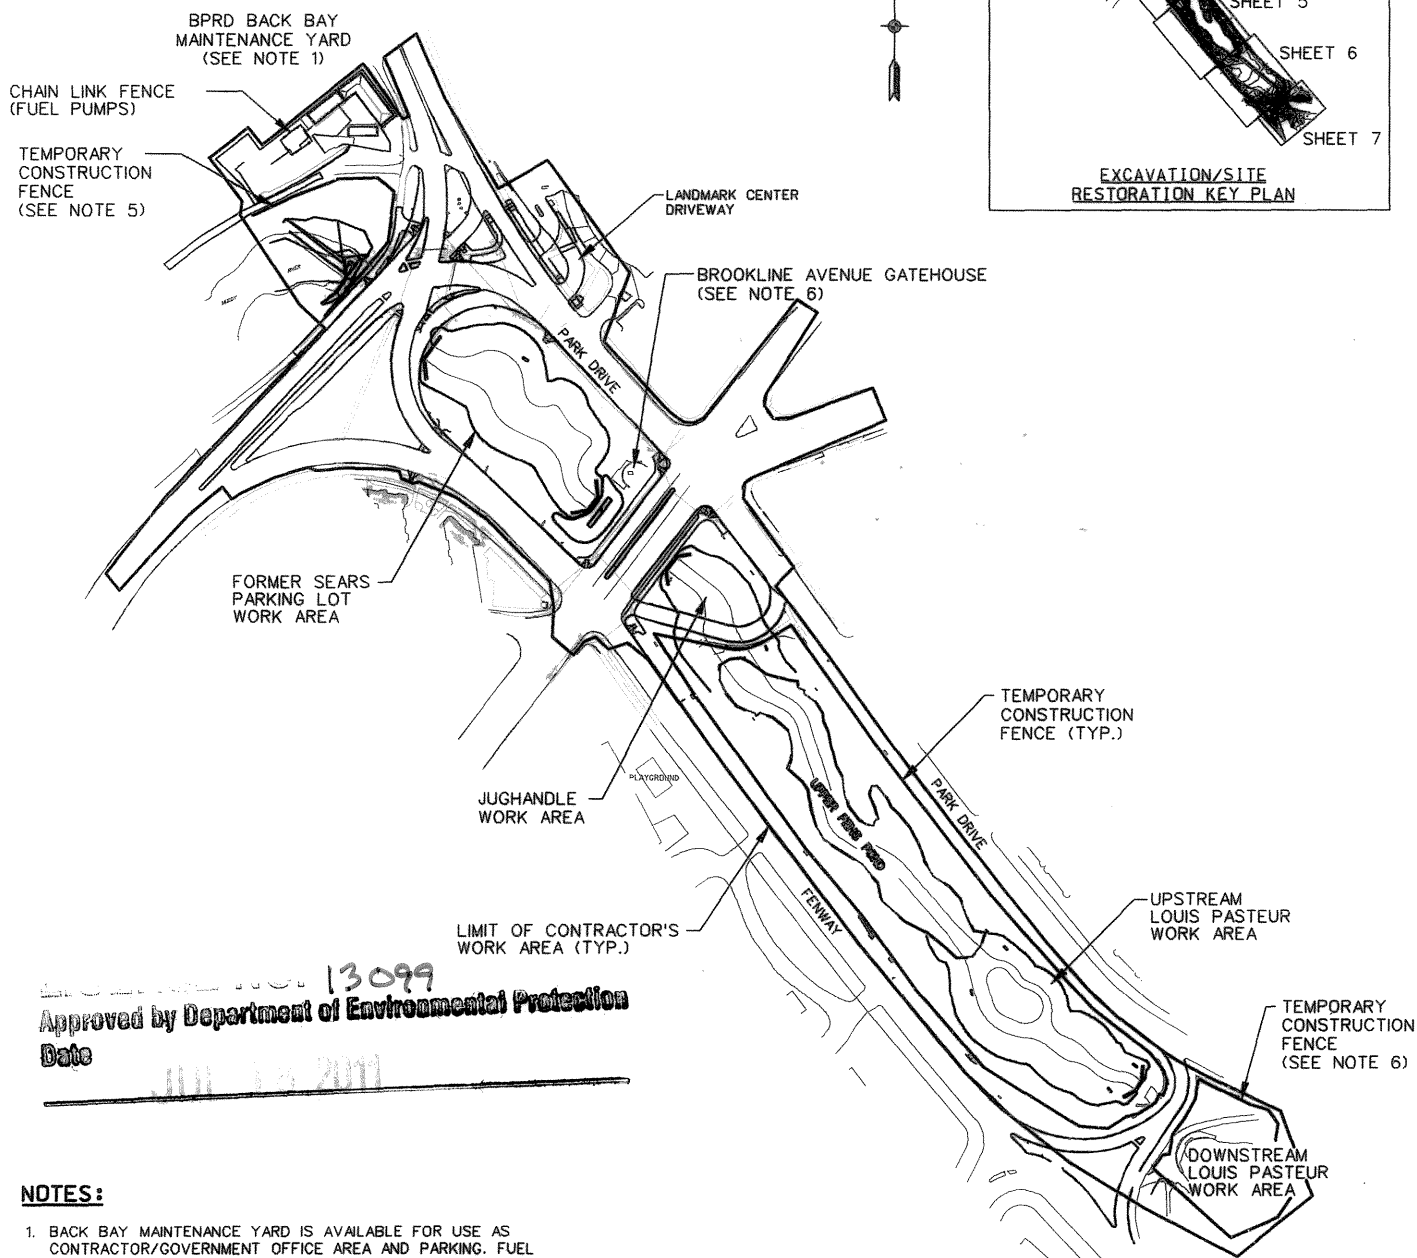 BPRD BACK BAY
MAINTENANCE YARD
(SEE NOTE 1)
CHAIN LINK FENCE
(FUEL PUMPS)
TEMPORARY
CONSTRUCTION
FENCE
(SEE NOTE 5)
SHEET 5
SHEET 6
SHEET 7
EXCAVATION/SITE
RESTORATION KEY PLAN
LANDMARK CENTER
DRIVEWAY
BROOKLINE AVENUE GATEHOUSE
(SEE NOTE 6)
PARK DRIVE
FORMER SEARS
PARKING LOT
WORK AREA
TEMPORARY
CONSTRUCTION
FENCE (TYP.)
PLAYGROUND
JUGHANDLE
WORK AREA
UPPER FENS POND
PARK DRIVE
FENWAY
LIMIT OF CONTRACTOR'S
WORK AREA (TYP.)
UPSTREAM
LOUIS PASTEUR
WORK AREA
TEMPORARY
CONSTRUCTION
FENCE
(SEE NOTE 6)
DOWNSTREAM
LOUIS PASTEUR
WORK AREA
13099
Approved by Department of Environmental Protection
Date
2011
NOTES:
1. BACK BAY MAINTENANCE YARD IS AVAILABLE FOR USE AS
CONTRACTOR/GOVERNMENT OFFICE AREA AND PARKING. FUEL